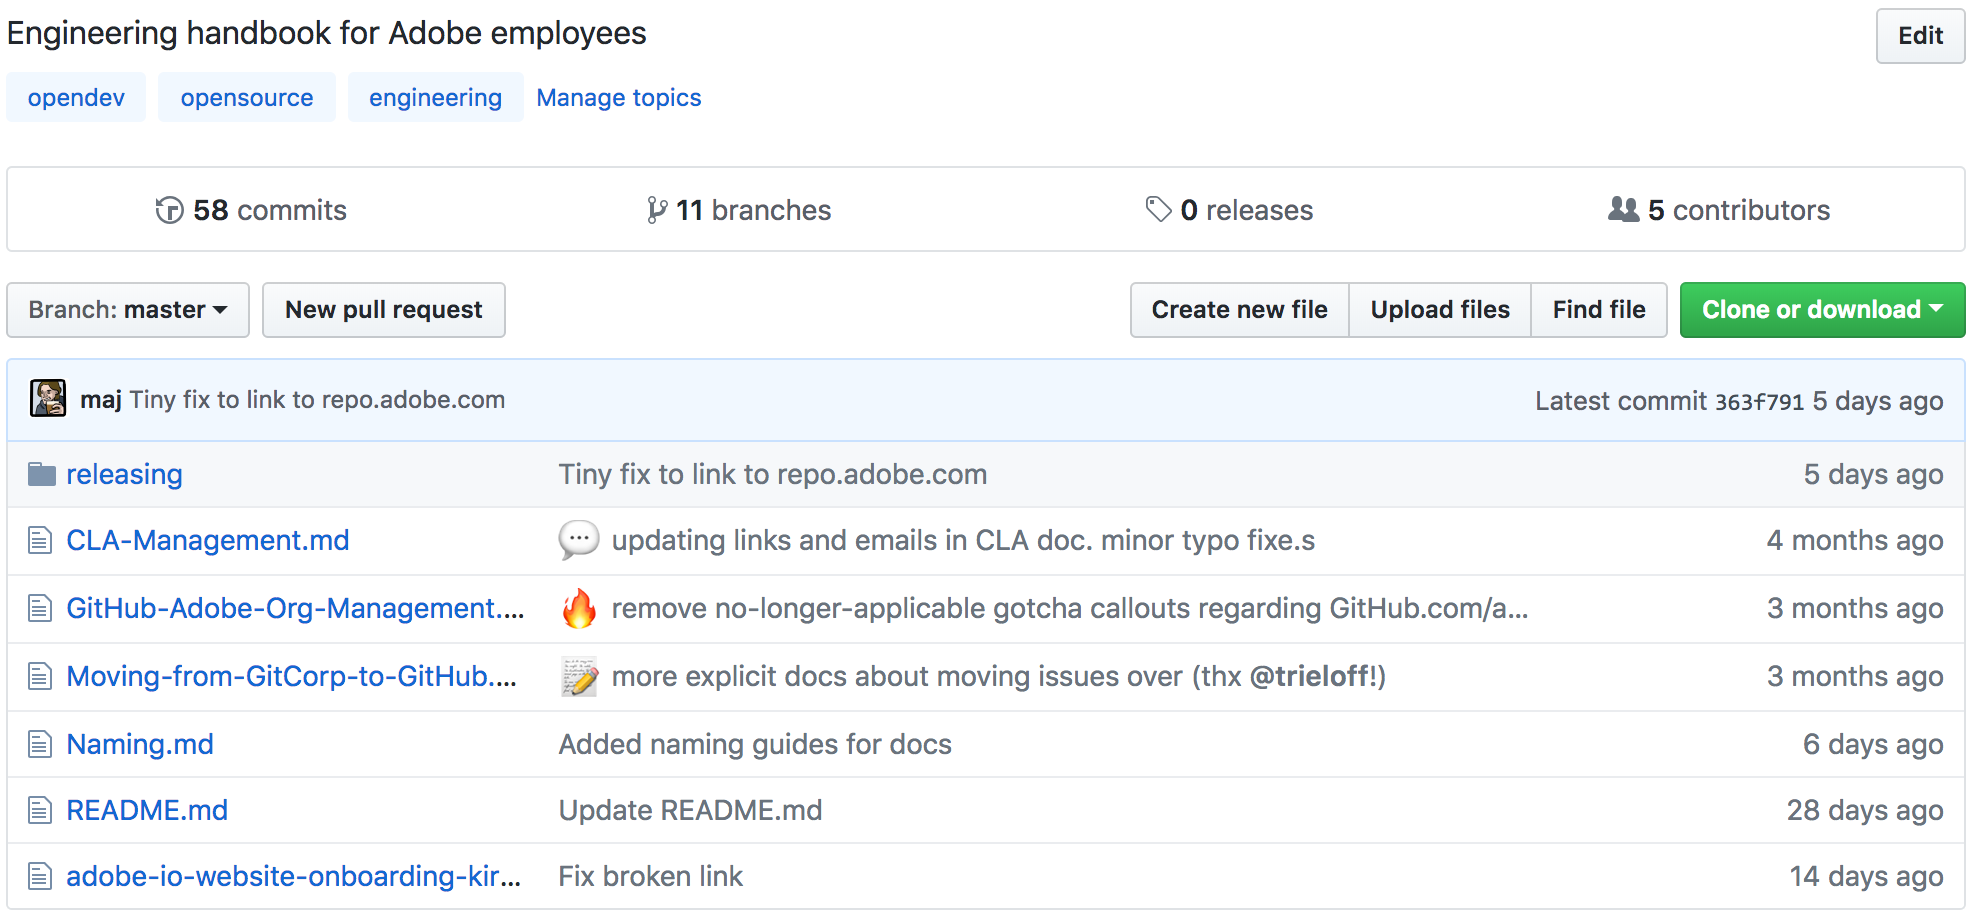 Engineering handbook for Adobe employees
Edit
opendev opensource engineering Manage topics
58 commits 11 branches 0 releases 5 contributors
Branch: master New pull request Create new file Upload files Find file Clone or download
maj Tiny fix to link to repo.adobe.com Latest commit 363f791 5 days ago
releasing Tiny fix to link to repo.adobe.com 5 days ago
CLA-Management.md updating links and emails in CLA doc. minor typo fixe.s 4 months ago
GitHub-Adobe-Org-Management.... remove no-longer-applicable gotcha callouts regarding GitHub.com/a... 3 months ago
Moving-from-GitCorp-to-GitHub.... more explicit docs about moving issues over (thx @trieloff!) 3 months ago
Naming.md Added naming guides for docs 6 days ago
README.md Update README.md 28 days ago
adobe-io-website-onboarding-kir... Fix broken link 14 days ago